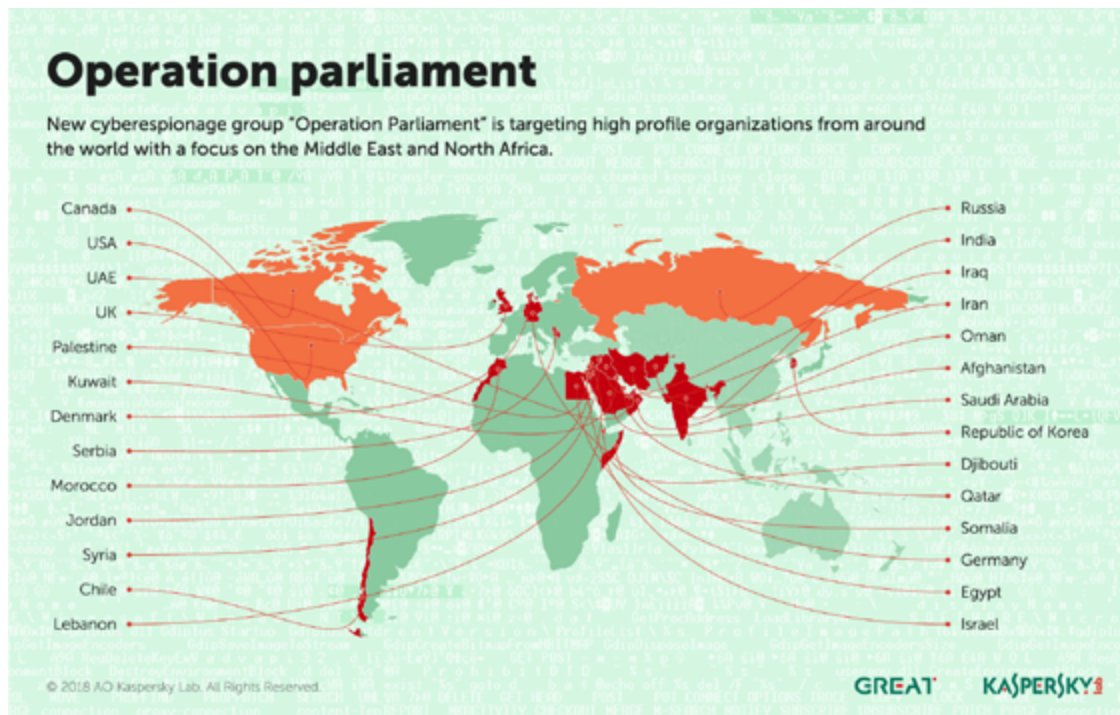 Operation parliament
New cyberespionage group "Operation Parliament" is targeting high profile organizations from around
the world with a focus on the Middle East and North Africa.
Canada
USA
UAE
UK
Palestine
Kuwait
Denmark
Serbia
Morocco
Jordan
Syria
Chile
Lebanon
Russia
India
Iraq
Iran
Oman
Afghanistan
Saudi Arabia
Republic of Korea
Djibouti
Qatar
Somalia
Germany
Egypt
Israel
© 2018 AO Kaspersky Lab. All Rights Reserved.
GREAT
KASPERSKY lab